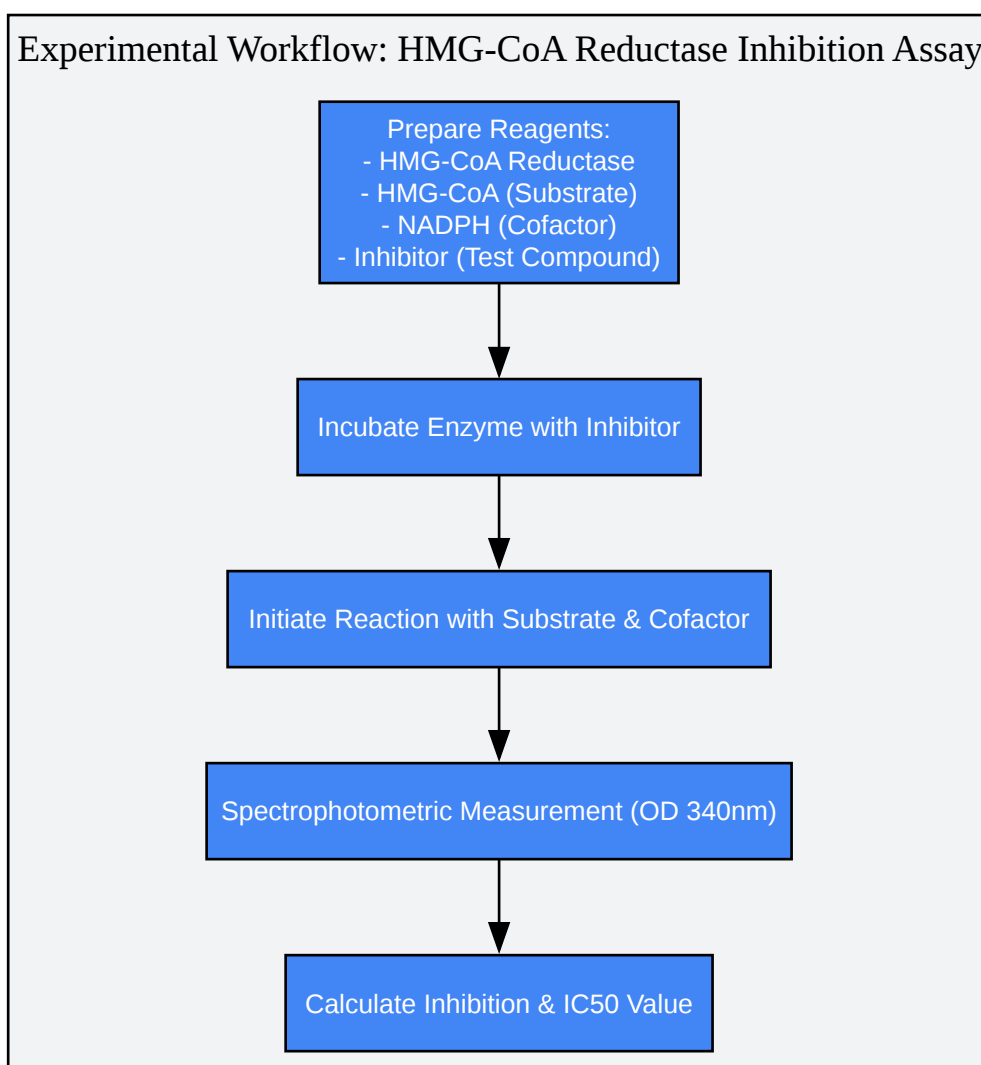 Experimental Workflow: HMG-CoA Reductase Inhibition Assay
Prepare Reagents:
- HMG-CoA Reductase
- HMG-CoA (Substrate)
- NADPH (Cofactor)
- Inhibitor (Test Compound)
Incubate Enzyme with Inhibitor
Initiate Reaction with Substrate & Cofactor
Spectrophotometric Measurement (OD 340nm)
Calculate Inhibition & IC50 Value